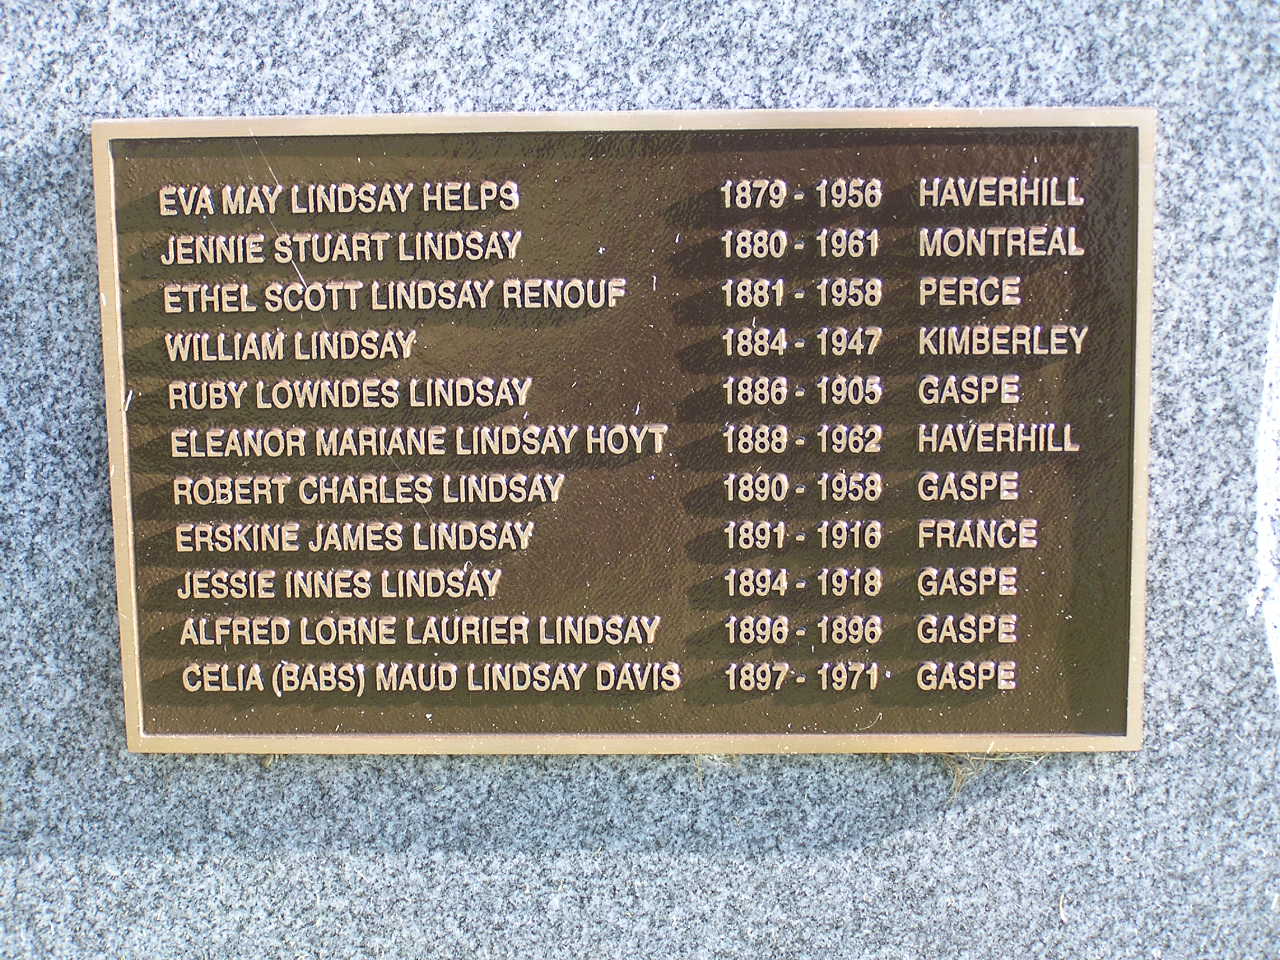 EVA MAY LINDSAY HELPS 1879 - 1956 HAVERHILL
JENNIE STUART LINDSAY 1880 - 1961 MONTREAL
ETHEL SCOTT LINDSAY RENOUF 1881 - 1958 PERCE
WILLIAM LINDSAY 1884 - 1947 KIMBERLEY
RUBY LOWNDES LINDSAY 1886 - 1905 GASPE
ELEANOR MARIANE LINDSAY HOYT 1888 - 1962 HAVERHILL
ROBERT CHARLES LINDSAY 1890 - 1958 GASPE
ERSKINE JAMES LINDSAY 1891 - 1916 FRANCE
JESSIE INNES LINDSAY 1894 - 1918 GASPE
ALFRED LORNE LAURIER LINDSAY 1896 - 1896 GASPE
CELIA (BABS) MAUD LINDSAY DAVIS 1897 - 1971 GASPE